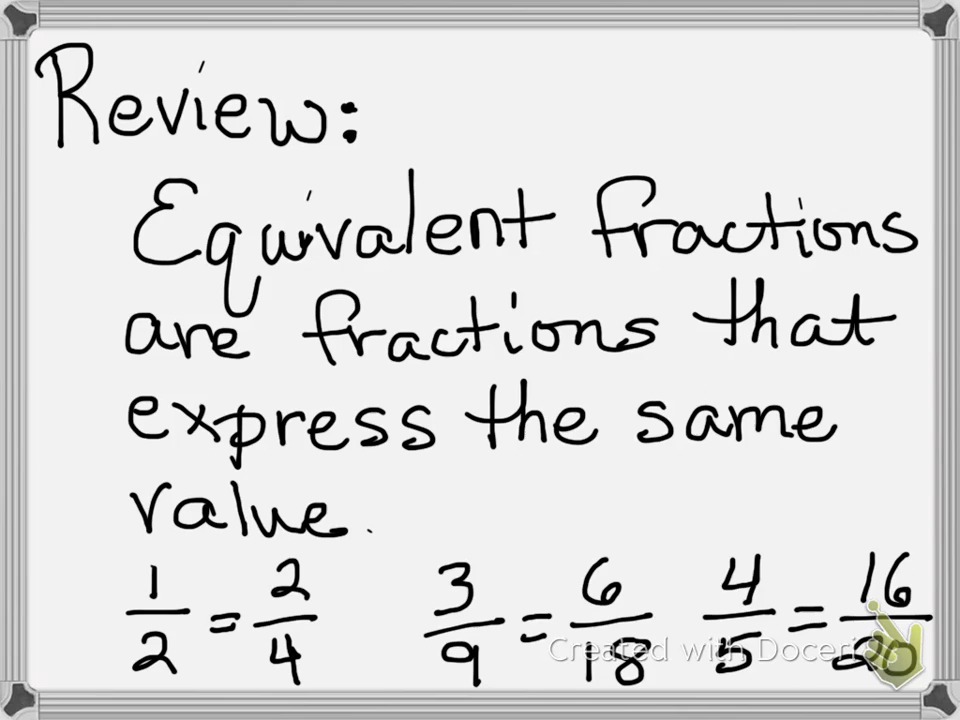 Review:
Equivalent fractions
are fractions that
express the same
value.
1/2 = 2/4 3/9 = 6/18 4/5 = 16/20
Created with Doceri